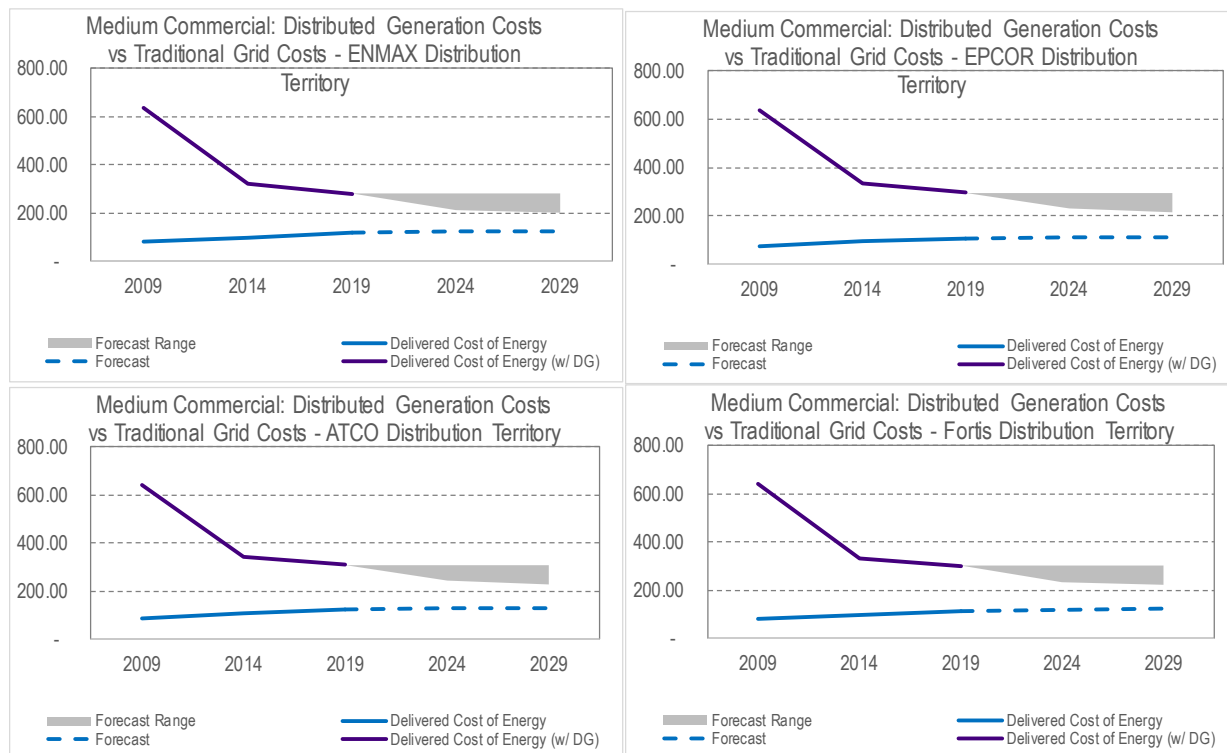 Medium Commercial: Distributed Generation Costs
vs Traditional Grid Costs - ENMAX Distribution
Territory
800.00
600.00
400.00
200.00
-
2009 2014 2019 2024 2029
Forecast Range Delivered Cost of Energy
Forecast Delivered Cost of Energy (w/ DG)
Medium Commercial: Distributed Generation Costs
vs Traditional Grid Costs - EPCOR Distribution
Territory
800.00
600.00
400.00
200.00
-
2009 2014 2019 2024 2029
Forecast Range Delivered Cost of Energy
Forecast Delivered Cost of Energy (w/ DG)
Medium Commercial: Distributed Generation Costs
vs Traditional Grid Costs - ATCO Distribution Territory
800.00
600.00
400.00
200.00
-
2009 2014 2019 2024 2029
Forecast Range Delivered Cost of Energy
Forecast Delivered Cost of Energy (w/ DG)
Medium Commercial: Distributed Generation Costs
vs Traditional Grid Costs - Fortis Distribution Territory
800.00
600.00
400.00
200.00
-
2009 2014 2019 2024 2029
Forecast Range Delivered Cost of Energy
Forecast Delivered Cost of Energy (w/ DG)